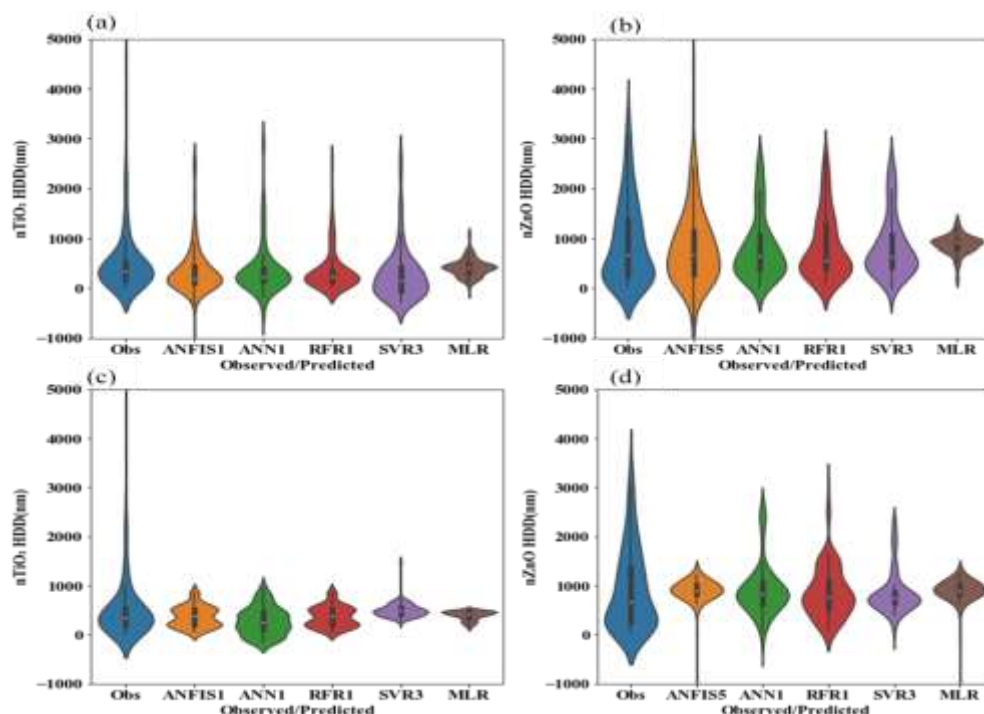 (a)
5000
4000
3000
2000
1000
0
−1000
nTiO₂ HDD(nm)
Obs ANFIS1 ANN1 RFR1 SVR3 MLR
Observed/Predicted
(b)
5000
4000
3000
2000
1000
0
−1000
nZnO HDD(nm)
Obs ANFIS5 ANN1 RFR1 SVR3 MLR
Observed/Predicted
(c)
5000
4000
3000
2000
1000
0
−1000
nTiO₂ HDD(nm)
Obs ANFIS1 ANN1 RFR1 SVR3 MLR
Observed/Predicted
(d)
5000
4000
3000
2000
1000
0
−1000
nZnO HDD(nm)
Obs ANFIS5 ANN1 RFR1 SVR3 MLR
Observed/Predicted